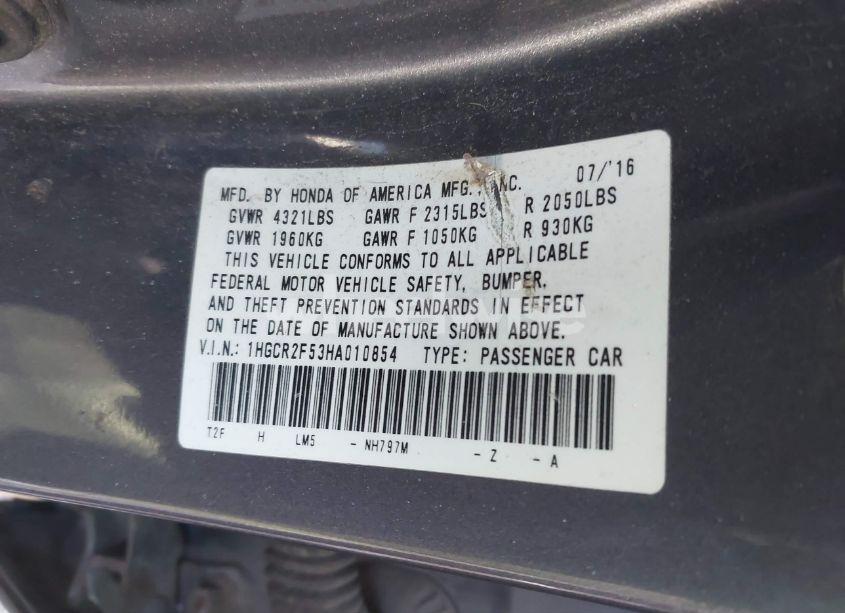 MFD. BY HONDA OF AMERICA MFG., INC. 07/'16
GVWR 4321LBS GAWR F 2315LBS R 2050LBS
GVWR 1960KG GAWR F 1050KG R 930KG
THIS VEHICLE CONFORMS TO ALL APPLICABLE
FEDERAL MOTOR VEHICLE SAFETY, BUMPER,
AND THEFT PREVENTION STANDARDS IN EFFECT
ON THE DATE OF MANUFACTURE SHOWN ABOVE.
V.I.N.: 1HGCR2F53HA010854 TYPE: PASSENGER CAR
T2F H LM5 - NH797M - Z - A